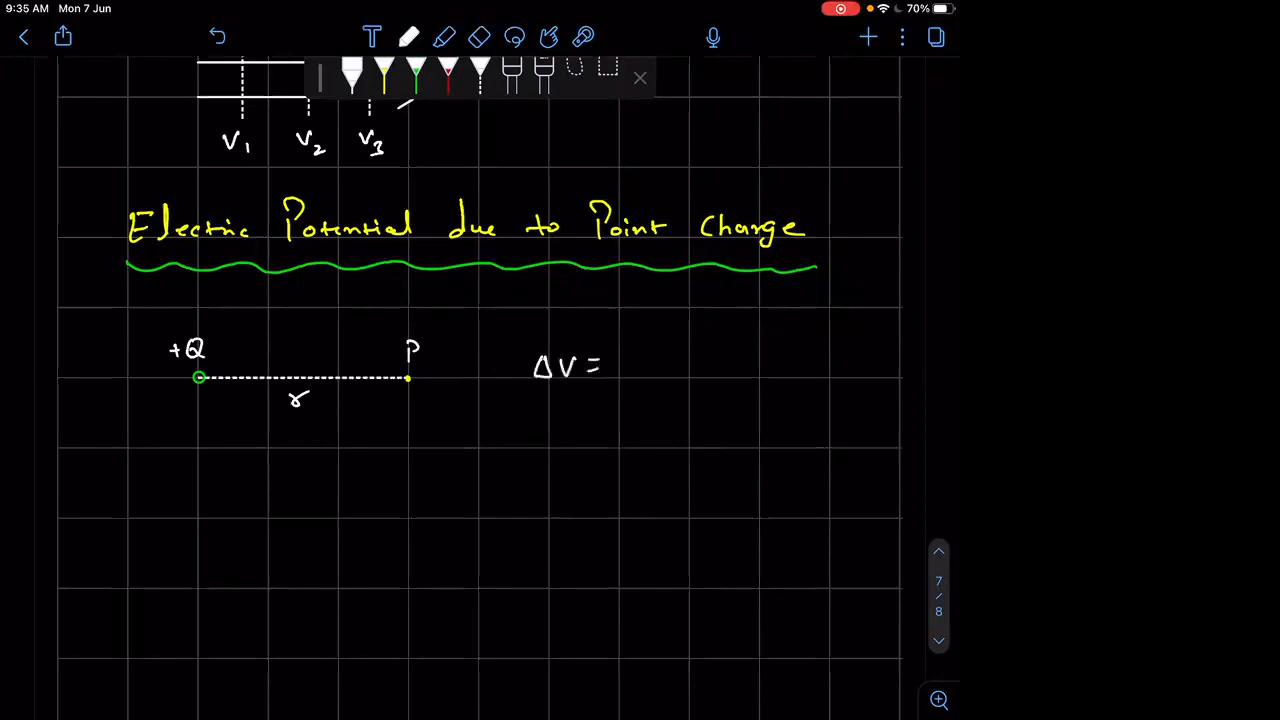 9:35 AM Mon 7 Jun 70%
T
V1 V2 V3
Electric Potential due to Point Charge
+Q P
ΔV =
r
7
/
8